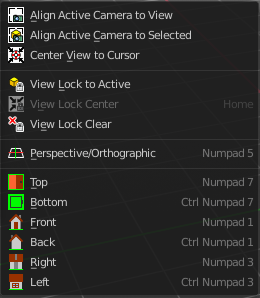 Align Active Camera to View
Align Active Camera to Selected
Center View to Cursor
View Lock to Active
View Lock Center Home
View Lock Clear
Perspective/Orthographic Numpad 5
Top Numpad 7
Bottom Ctrl Numpad 7
Front Numpad 1
Back Ctrl Numpad 1
Right Numpad 3
Left Ctrl Numpad 3